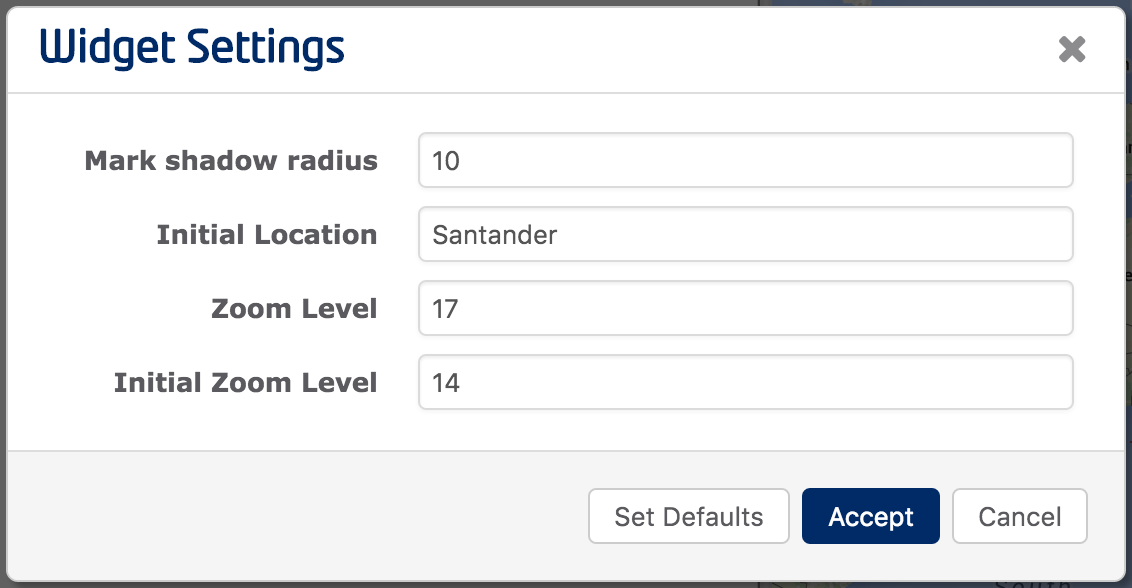 Widget Settings
Mark shadow radius 10
Initial Location Santander
Zoom Level 17
Initial Zoom Level 14
Set Defaults Accept Cancel